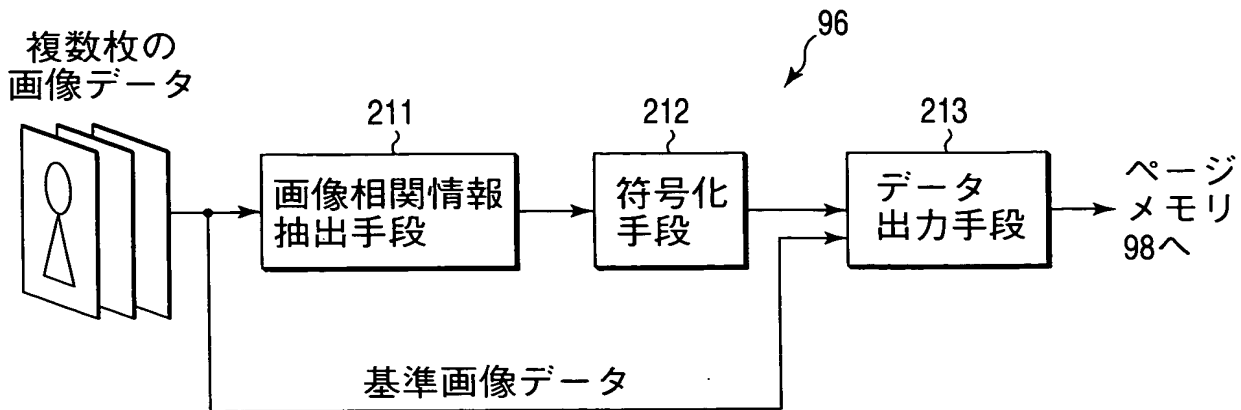 96
複数枚の
画像データ
211
212
213
画像相関情報
抽出手段
符号化
手段
データ
出力手段
ページ
メモリ
98へ
基準画像データ